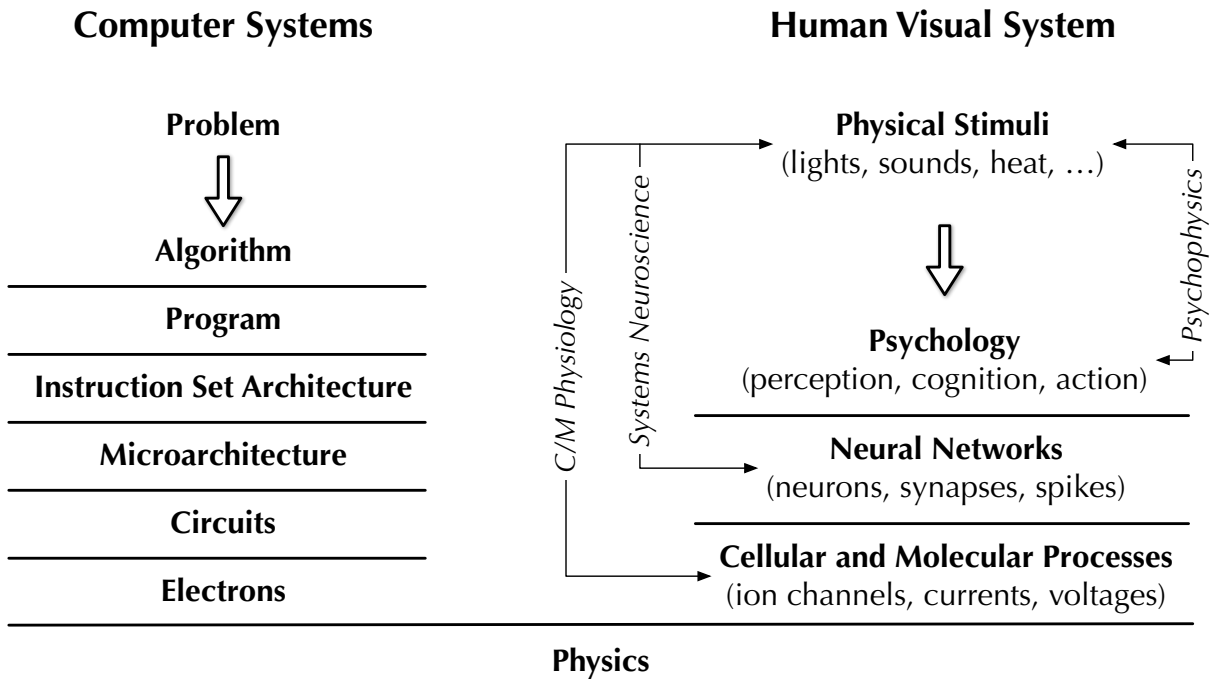 Computer Systems
Problem
Algorithm
Program
Instruction Set Architecture
Microarchitecture
Circuits
Electrons
Human Visual System
Physical Stimuli
(lights, sounds, heat, …)
Psychology
(perception, cognition, action)
Neural Networks
(neurons, synapses, spikes)
Cellular and Molecular Processes
(ion channels, currents, voltages)
C/M Physiology
Systems Neuroscience
Psychophysics
Physics